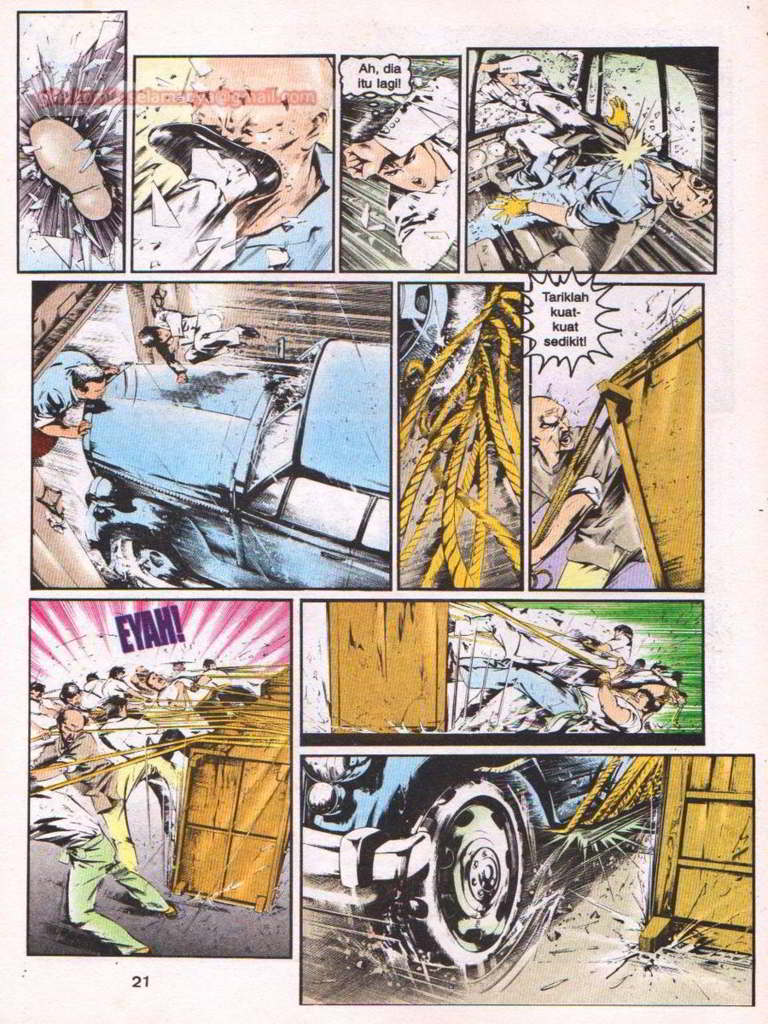 Ah, dia
itu lagi!
Tariklah
kuat-
kuat
sedikit!
EYAH!
21